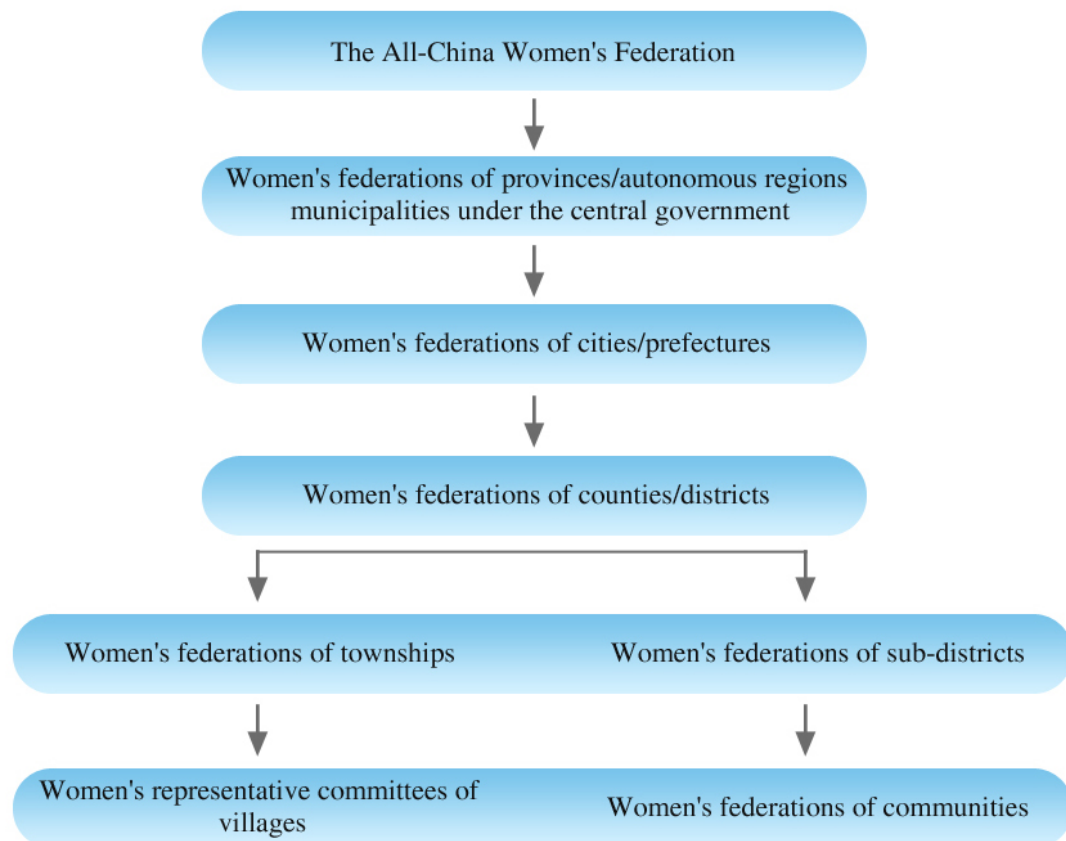 The All-China Women's Federation
Women's federations of provinces/autonomous regions
municipalities under the central government
Women's federations of cities/prefectures
Women's federations of counties/districts
Women's federations of townships
Women's federations of sub-districts
Women's representative committees of
villages
Women's federations of communities